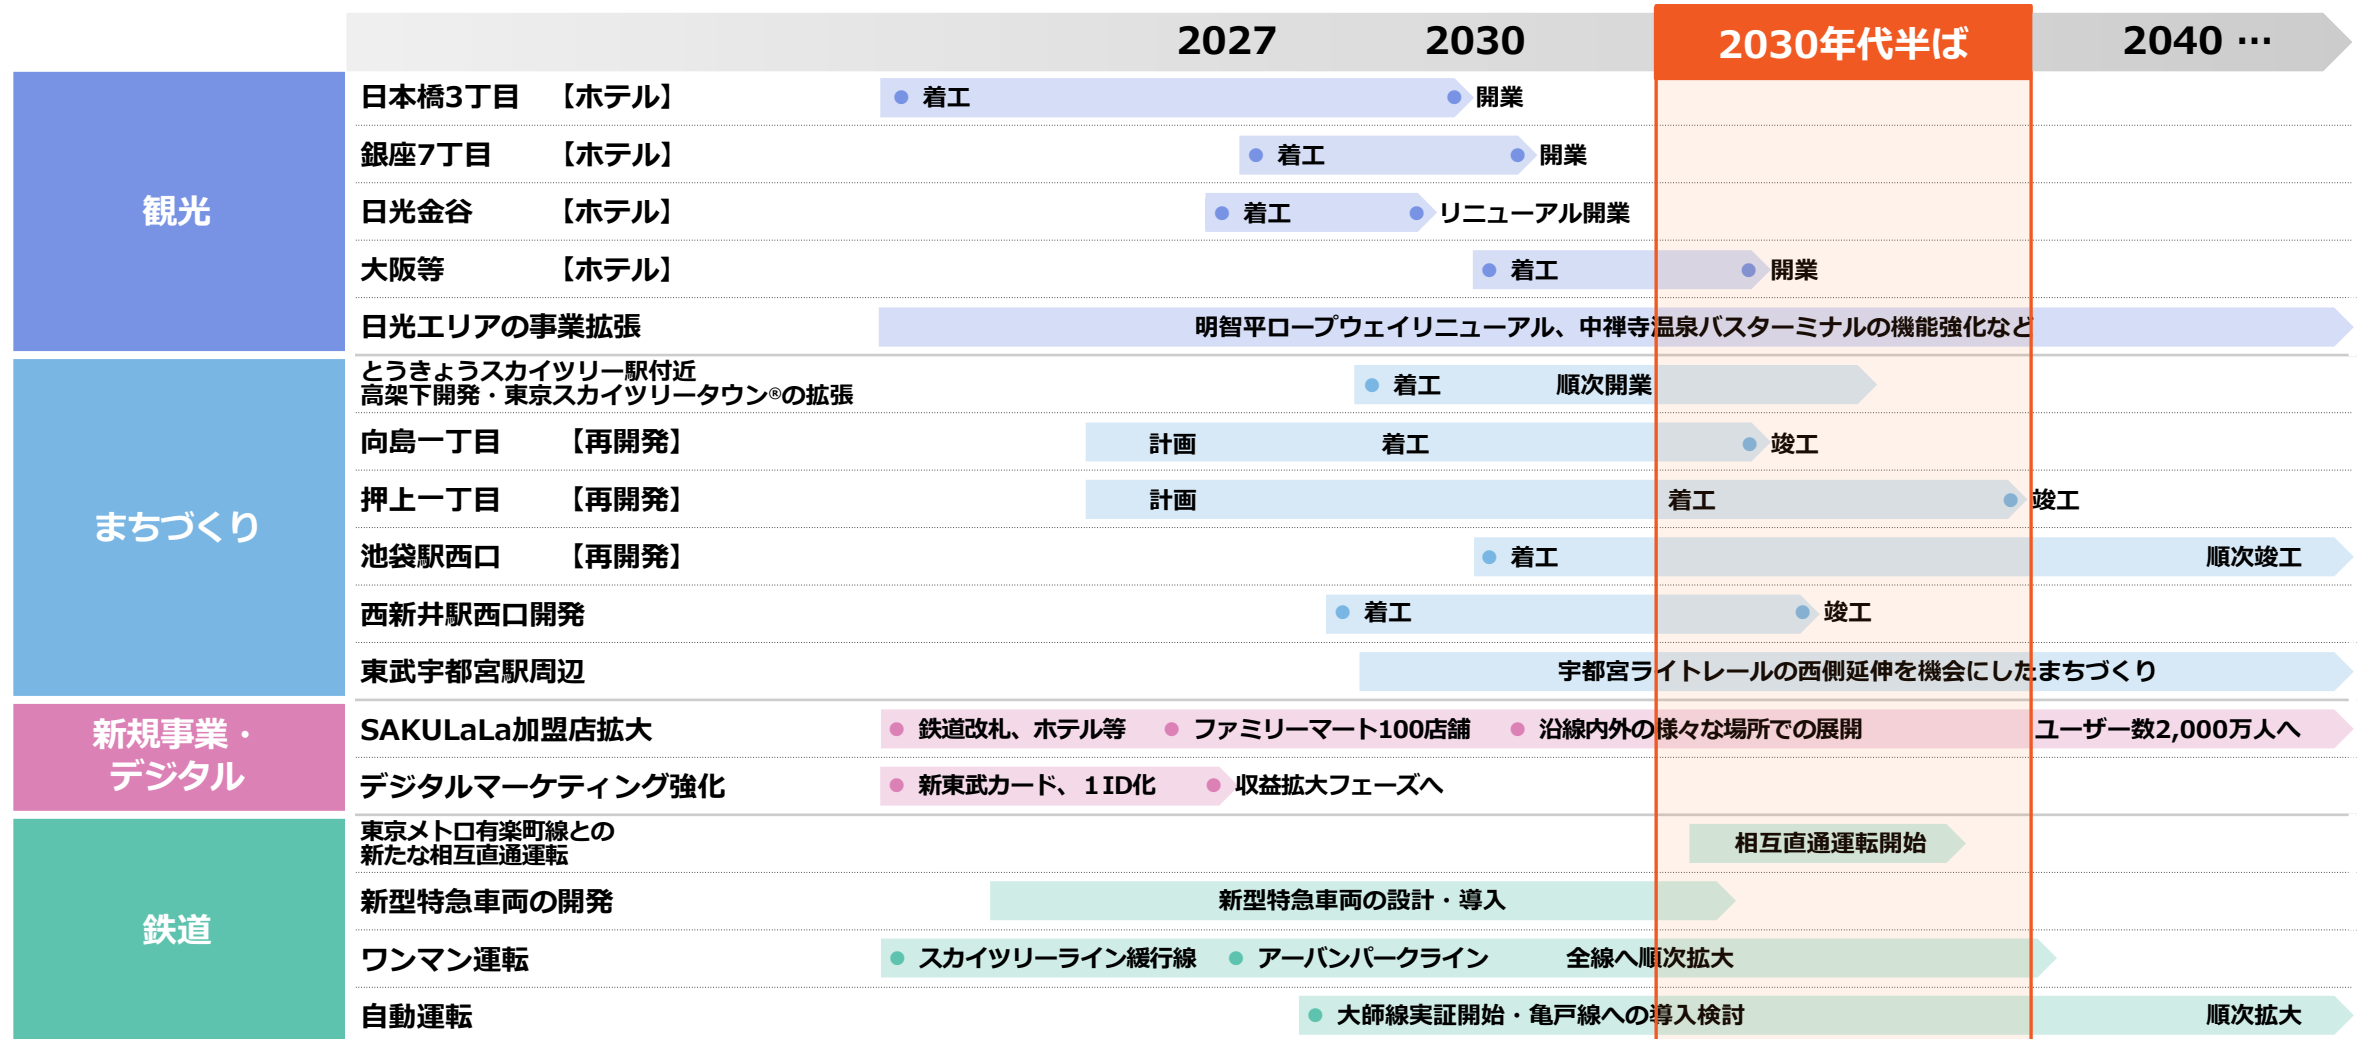 2027 2030 2030年代半ば 2040 …
観光
日本橋3丁目 【ホテル】 着工 開業
銀座7丁目 【ホテル】 着工 開業
日光金谷 【ホテル】 着工 リニューアル開業
大阪等 【ホテル】 着工 開業
日光エリアの事業拡張 明智平ロープウェイリニューアル、中禅寺温泉バスターミナルの機能強化など
まちづくり
とうきょうスカイツリー駅付近
高架下開発・東京スカイツリータウン®の拡張 着工 順次開業
向島一丁目 【再開発】 計画 着工 竣工
押上一丁目 【再開発】 計画 着工 竣工
池袋駅西口 【再開発】 着工 順次竣工
西新井駅西口開発 着工 竣工
東武宇都宮駅周辺 宇都宮ライトレールの西側延伸を機会にしたまちづくり
新規事業・
デジタル
SAKULaLa加盟店拡大 鉄道改札、ホテル等 ファミリーマート100店舗 沿線内外の様々な場所での展開 ユーザー数2,000万人へ
デジタルマーケティング強化 新東武カード、1ID化 収益拡大フェーズへ
鉄道
東京メトロ有楽町線との
新たな相互直通運転 相互直通運転開始
新型特急車両の開発 新型特急車両の設計・導入
ワンマン運転 スカイツリーライン緩行線 アーバンパークライン 全線へ順次拡大
自動運転 大師線実証開始・亀戸線への導入検討 順次拡大